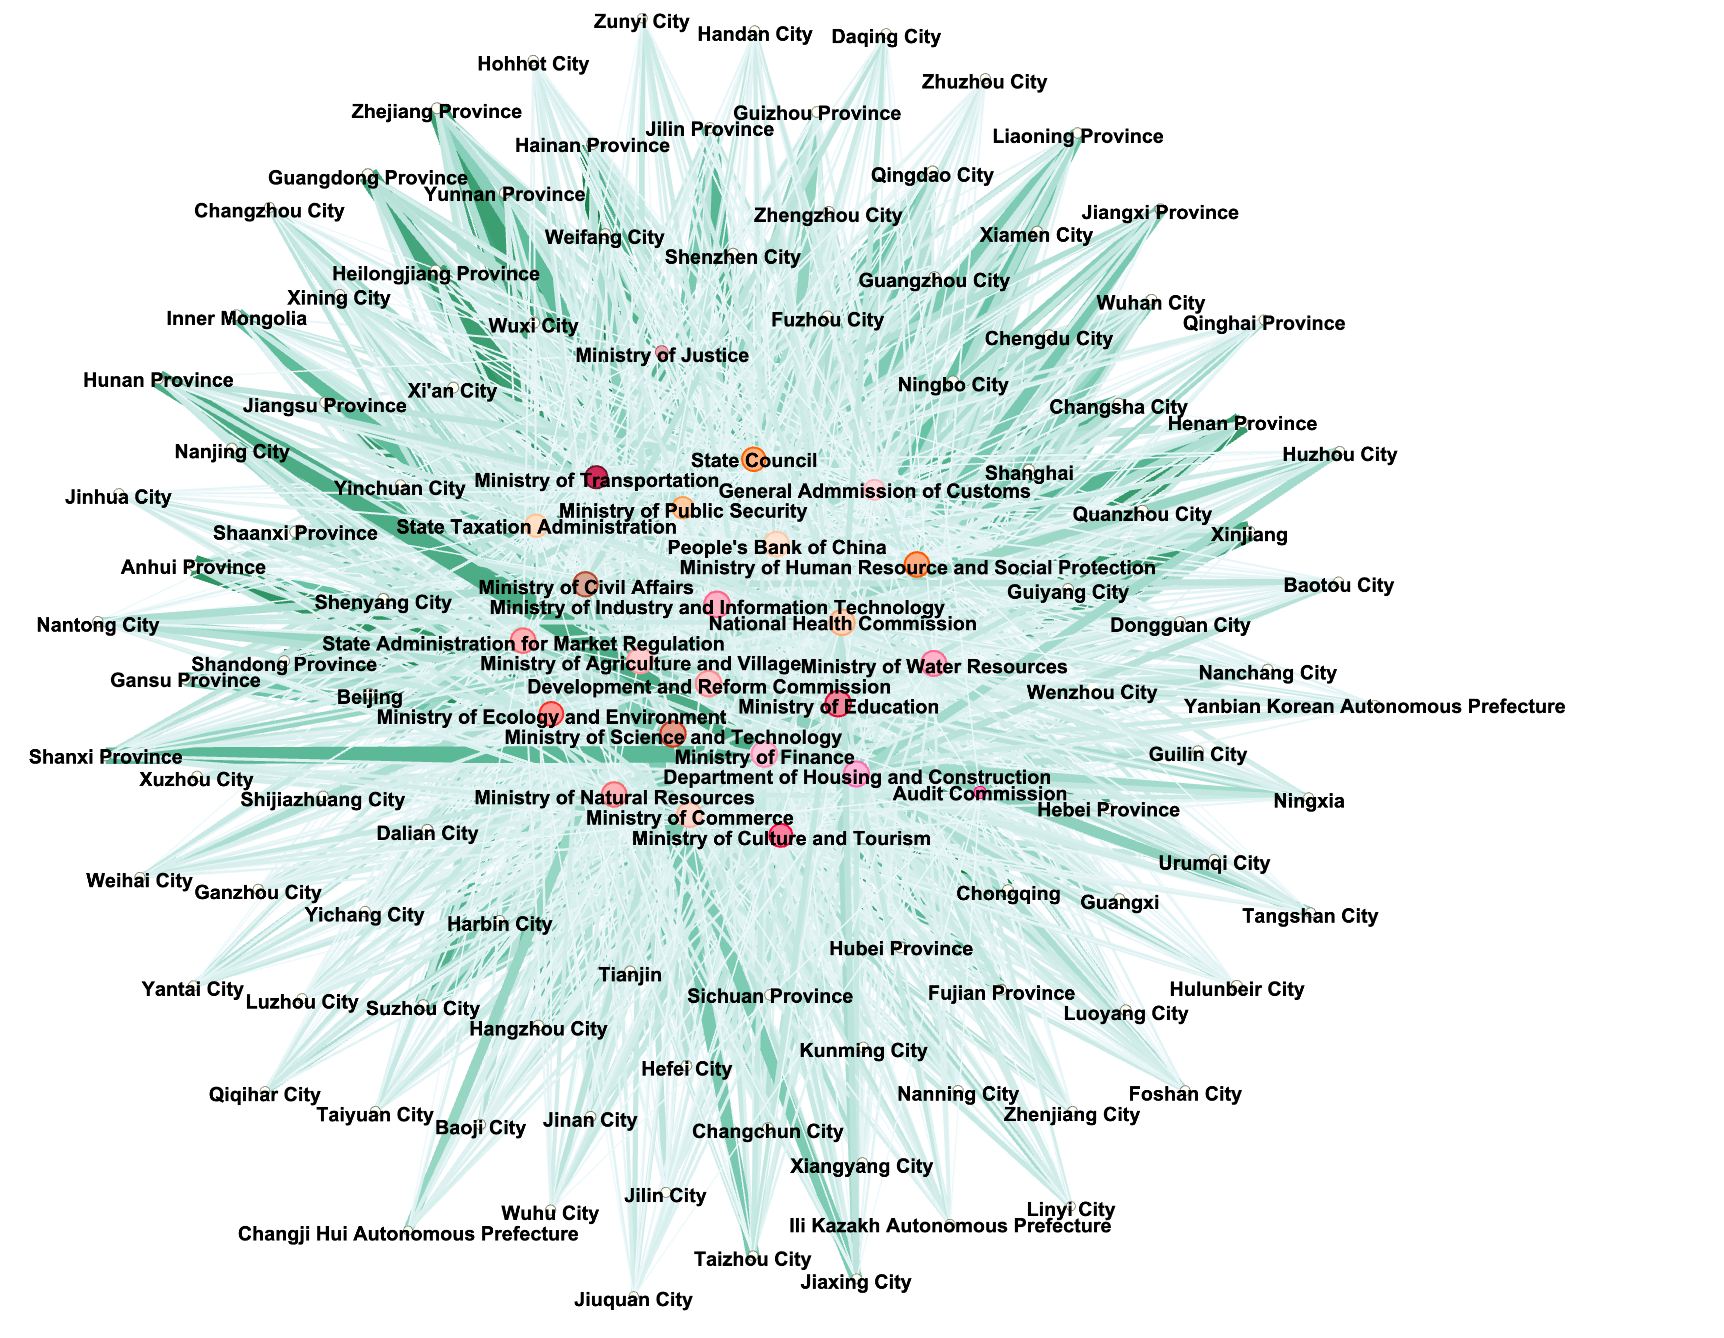 Zunyi City
Handan City
Daqing City
Hohhot City
Zhuzhou City
Zhejiang Province
Guizhou Province
Jilin Province
Liaoning Province
Hainan Province
Qingdao City
Guangdong Province
Yunnan Province
Changzhou City
Zhengzhou City
Jiangxi Province
Weifang City
Xiamen City
Shenzhen City
Heilongjiang Province
Guangzhou City
Xining City
Wuhan City
Inner Mongolia
Wuxi City
Fuzhou City
Qinghai Province
Chengdu City
Ministry of Justice
Hunan Province
Xi'an City
Ningbo City
Jiangsu Province
Changsha City
Henan Province
Nanjing City
Huzhou City
State Council
Shanghai
Ministry of Transportation
Yinchuan City
General Admmission of Customs
Jinhua City
Ministry of Public Security
Quanzhou City
State Taxation Administration
Shaanxi Province
Xinjiang
People's Bank of China
Anhui Province
Ministry of Human Resource and Social Protection
Ministry of Civil Affairs
Baotou City
Guiyang City
Shenyang City
Ministry of Industry and Information Technology
Nantong City
National Health Commission
Dongguan City
State Administration for Market Regulation
Shandong Province
Ministry of Agriculture and Village
Ministry of Water Resources
Nanchang City
Gansu Province
Development and Reform Commission
Wenzhou City
Beijing
Ministry of Education
Yanbian Korean Autonomous Prefecture
Ministry of Ecology and Environment
Ministry of Science and Technology
Shanxi Province
Ministry of Finance
Guilin City
Xuzhou City
Department of Housing and Construction
Audit Commission
Shijiazhuang City
Ministry of Natural Resources
Ningxia
Hebei Province
Ministry of Commerce
Dalian City
Ministry of Culture and Tourism
Urumqi City
Weihai City
Ganzhou City
Chongqing
Guangxi
Yichang City
Tangshan City
Harbin City
Hubei Province
Tianjin
Yantai City
Hulunbeir City
Sichuan Province
Fujian Province
Luzhou City
Suzhou City
Luoyang City
Hangzhou City
Kunming City
Hefei City
Qiqihar City
Nanning City
Foshan City
Taiyuan City
Zhenjiang City
Jinan City
Baoji City
Changchun City
Xiangyang City
Jilin City
Linyi City
Wuhu City
Ili Kazakh Autonomous Prefecture
Changji Hui Autonomous Prefecture
Taizhou City
Jiaxing City
Jiuquan City